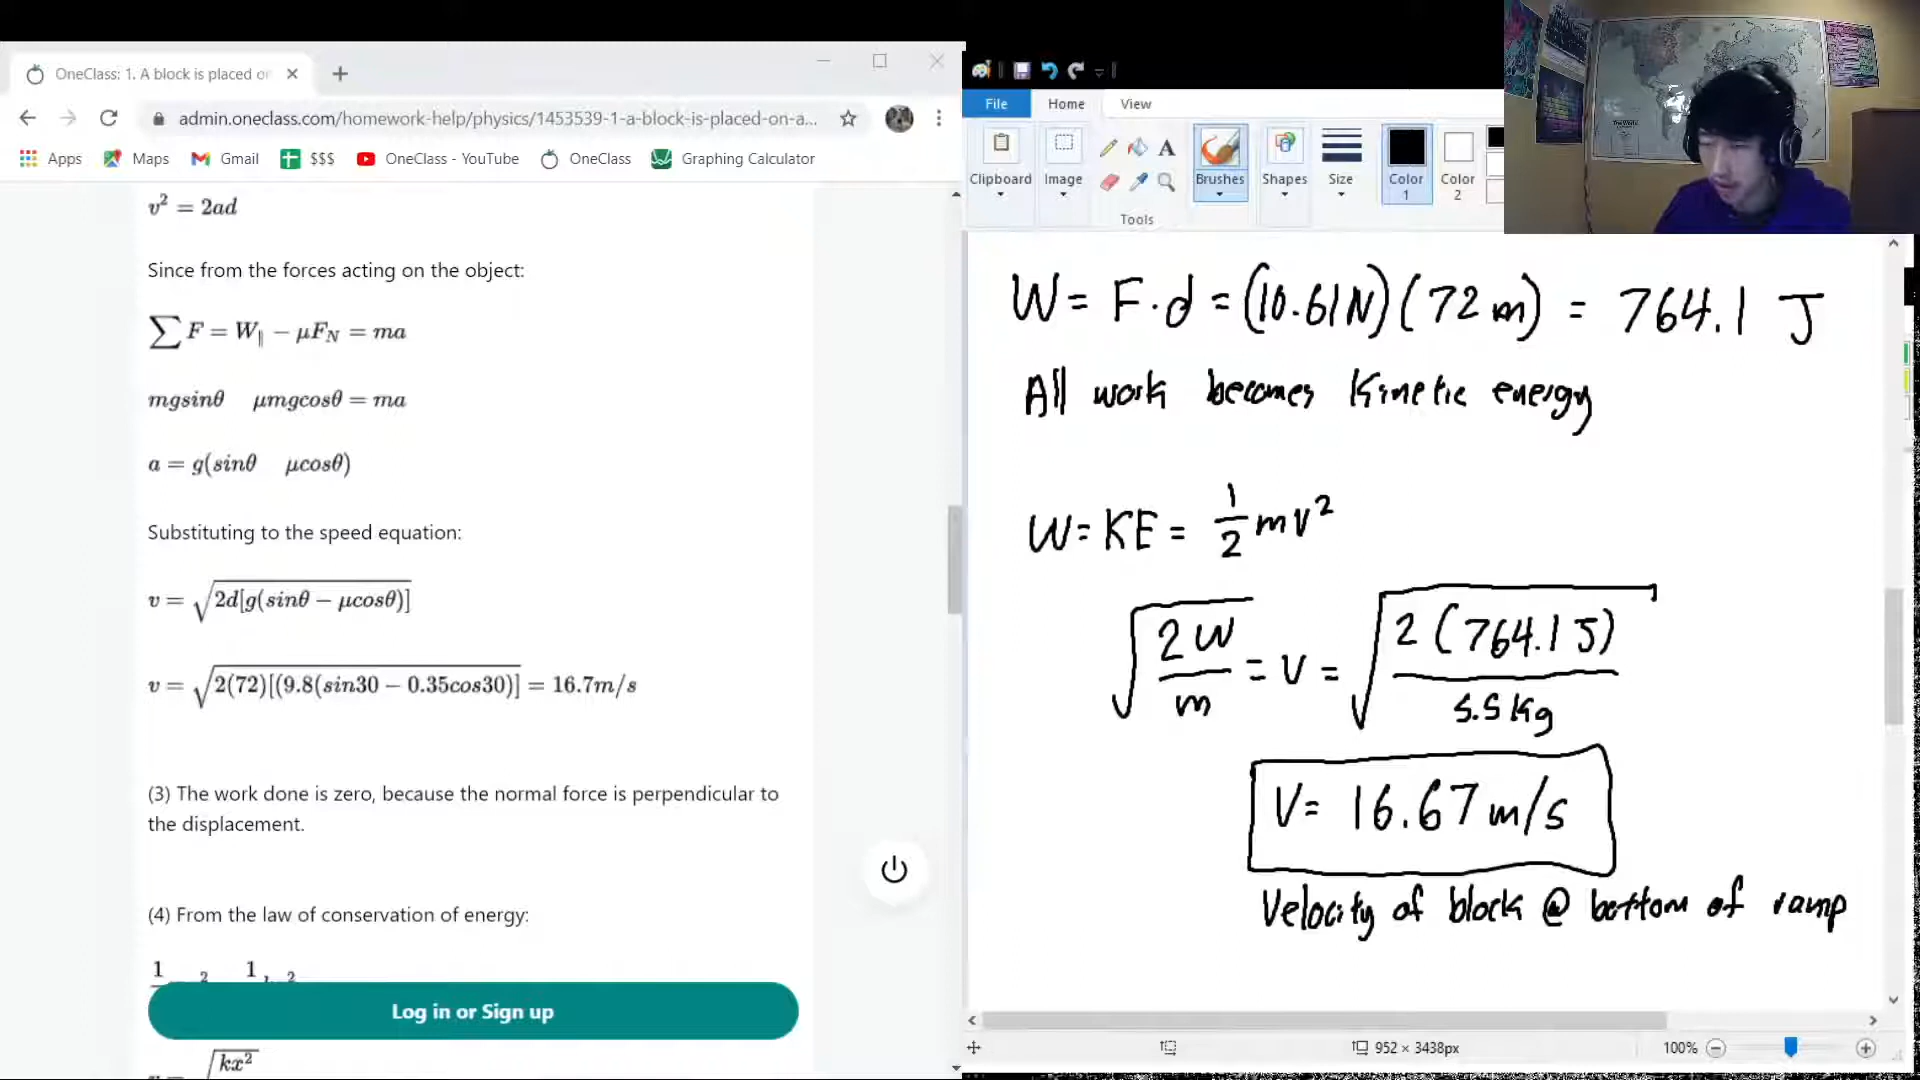 OneClass: 1. A block is placed or
admin.oneclass.com/homework-help/physics/1453539-1-a-block-is-placed-on-a...
Apps Maps Gmail $$$ OneClass - YouTube OneClass Graphing Calculator
v² = 2ad
Since from the forces acting on the object:
∑F = W∥ − μF_N = ma
mgsinθ μmgcosθ = ma
a = g(sinθ μcosθ)
Substituting to the speed equation:
v = √2d[g(sinθ − μcosθ)]
v = √2(72)[(9.8(sin30 − 0.35cos30)] = 16.7m/s
(3) The work done is zero, because the normal force is perpendicular to
the displacement.
(4) From the law of conservation of energy:
Log in or Sign up
√kx²
File Home View
Clipboard Image Brushes Shapes Size Color 1 Color 2
Tools
W = F·d = (10.61N)(72m) = 764.1 J
All work becomes Kinetic energy
W = KE = 1/2 mv²
√2W/m = V = √2(764.1J)/5.5Kg
V = 16.67 m/s
Velocity of block @ bottom of ramp
952 × 3438px 100%